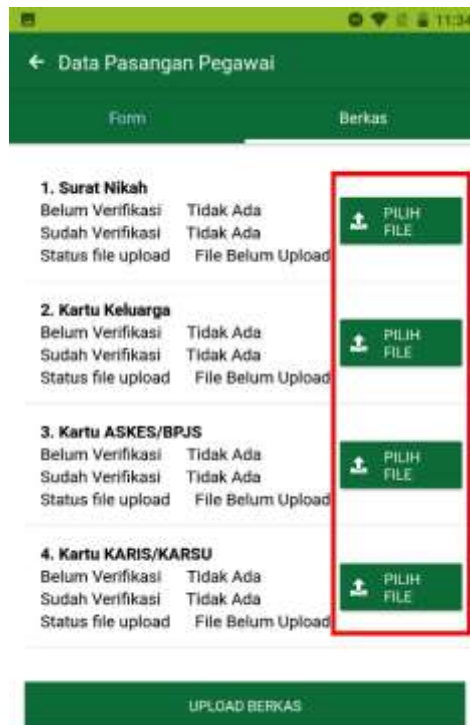 11:34
← Data Pasangan Pegawai
Form Berkas
1. Surat Nikah
Belum Verifikasi Tidak Ada
Sudah Verifikasi Tidak Ada
Status file upload File Belum Upload
PILIH
FILE
2. Kartu Keluarga
Belum Verifikasi Tidak Ada
Sudah Verifikasi Tidak Ada
Status file upload File Belum Upload
PILIH
FILE
3. Kartu ASKES/BPJS
Belum Verifikasi Tidak Ada
Sudah Verifikasi Tidak Ada
Status file upload File Belum Upload
PILIH
FILE
4. Kartu KARIS/KARSU
Belum Verifikasi Tidak Ada
Sudah Verifikasi Tidak Ada
Status file upload File Belum Upload
PILIH
FILE
UPLOAD BERKAS